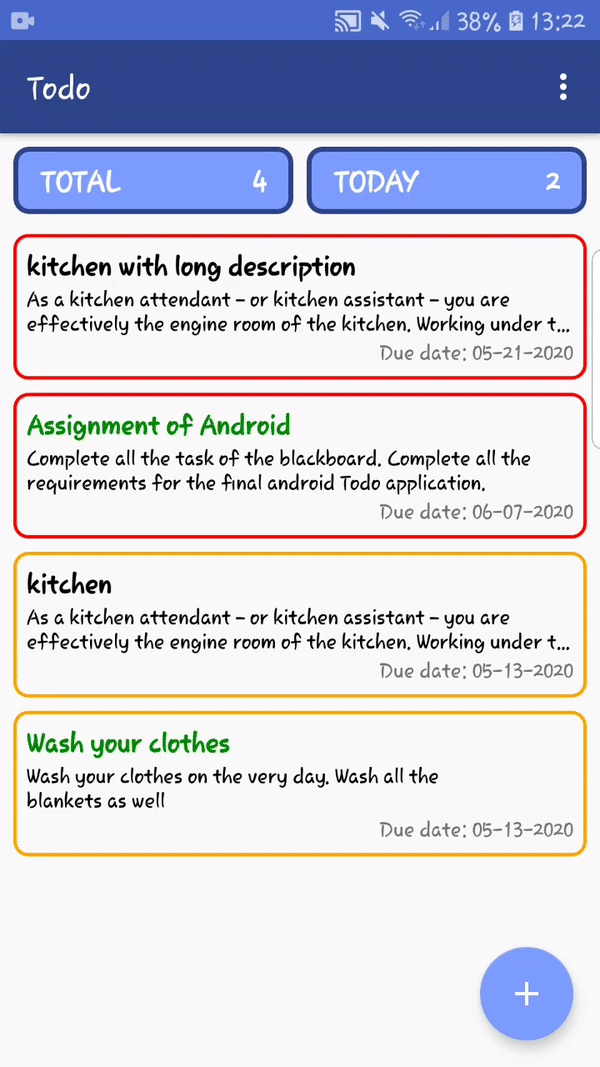 38% 13:22
Todo
TOTAL 4
TODAY 2
kitchen with long description
As a kitchen attendant – or kitchen assistant – you are
effectively the engine room of the kitchen. Working under t...
Due date: 05-21-2020
Assignment of Android
Complete all the task of the blackboard. Complete all the
requirements for the final android Todo application.
Due date: 06-07-2020
kitchen
As a kitchen attendant – or kitchen assistant – you are
effectively the engine room of the kitchen. Working under t...
Due date: 05-13-2020
Wash your clothes
Wash your clothes on the very day. Wash all the
blankets as well
Due date: 05-13-2020